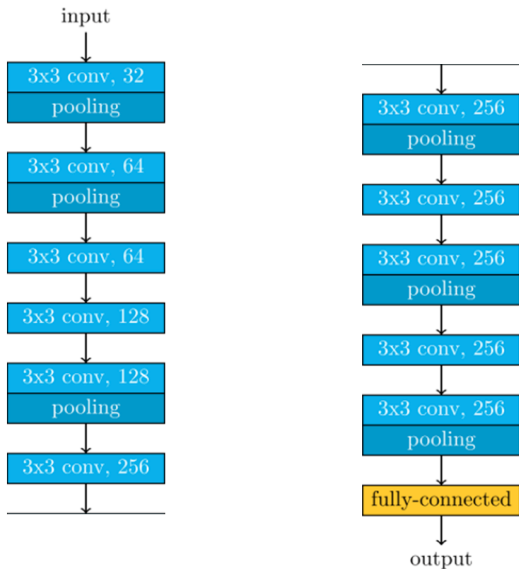 input
3x3 conv, 32
pooling
3x3 conv, 64
pooling
3x3 conv, 64
3x3 conv, 128
3x3 conv, 128
pooling
3x3 conv, 256
3x3 conv, 256
pooling
3x3 conv, 256
3x3 conv, 256
pooling
3x3 conv, 256
3x3 conv, 256
pooling
fully-connected
output